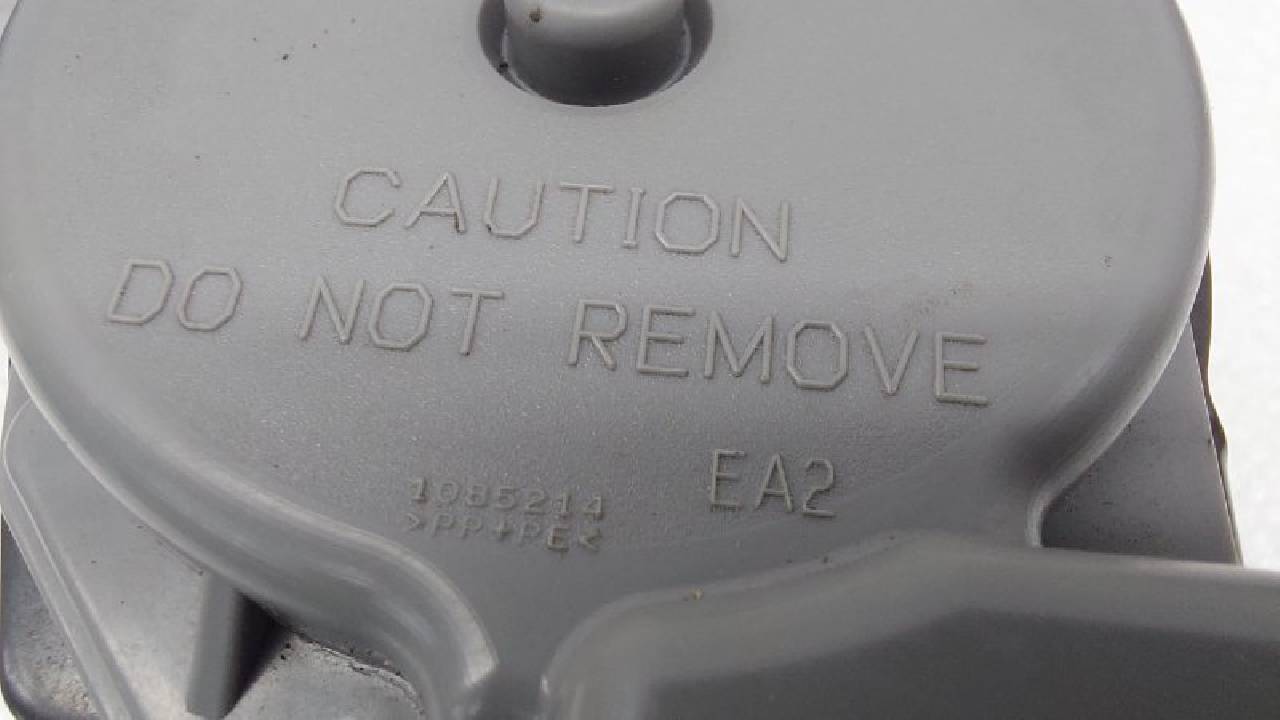 CAUTION
DO NOT REMOVE
EA2
1085214
>PP+PE<